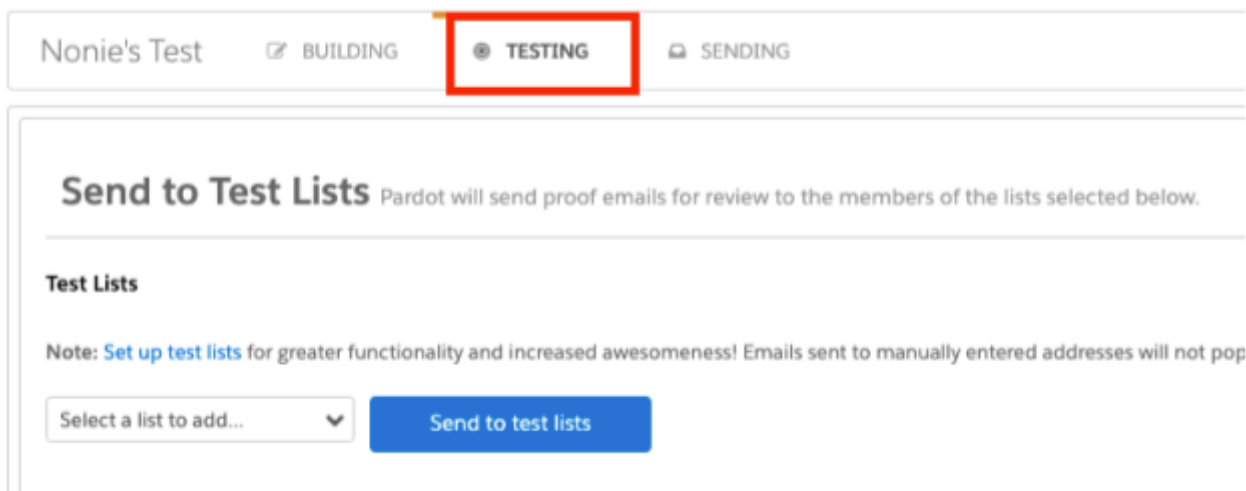 Nonie's Test BUILDING TESTING SENDING
Send to Test Lists Pardot will send proof emails for review to the members of the lists selected below.
Test Lists
Note: Set up test lists for greater functionality and increased awesomeness! Emails sent to manually entered addresses will not pop
Select a list to add... Send to test lists